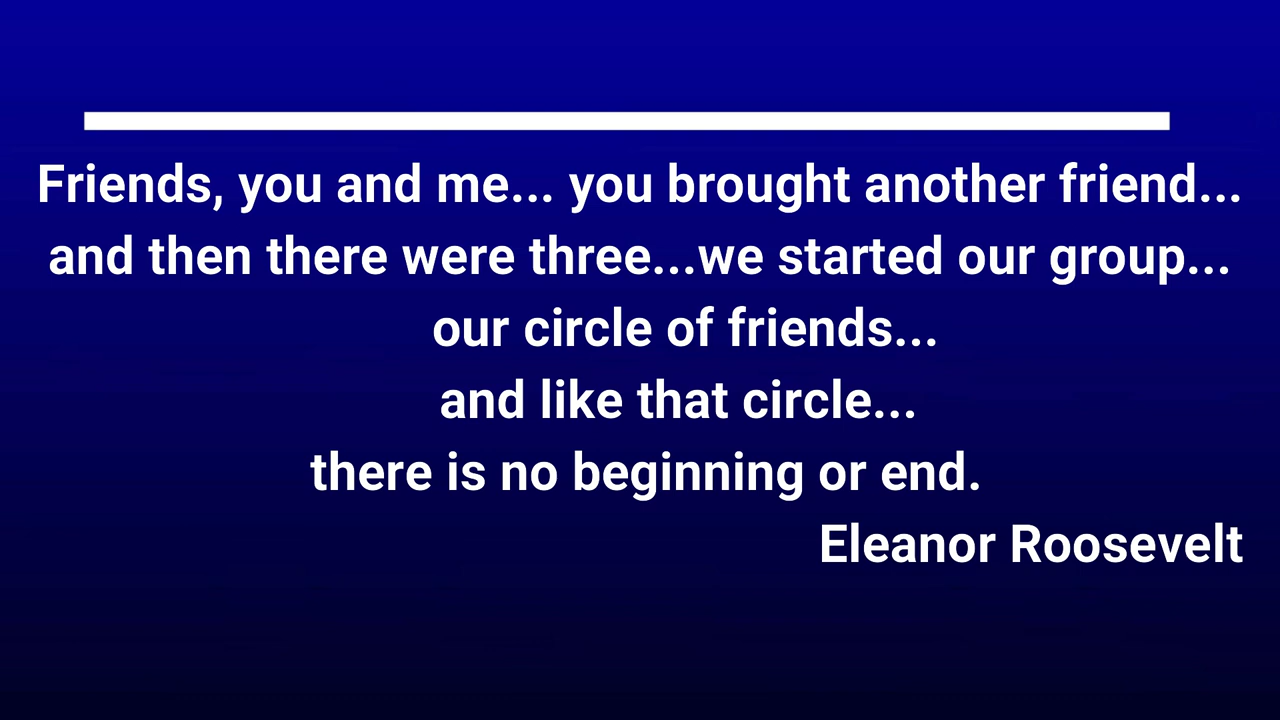 Friends, you and me... you brought another friend...
and then there were three...we started our group...
our circle of friends...
and like that circle...
there is no beginning or end.
Eleanor Roosevelt